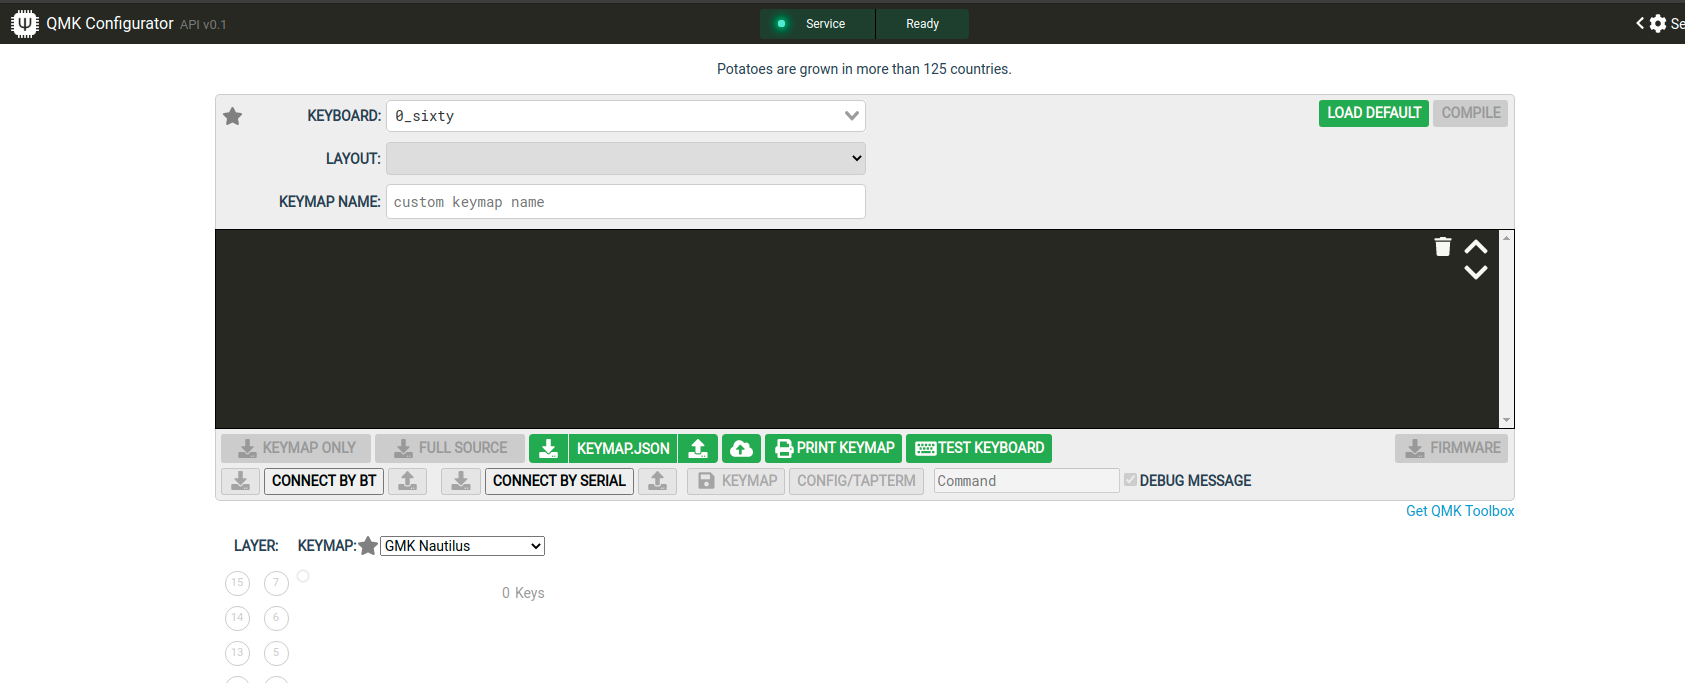 QMK Configurator API v0.1
Service Ready
Potatoes are grown in more than 125 countries.
KEYBOARD: 0_sixty
LOAD DEFAULT COMPILE
LAYOUT:
KEYMAP NAME: custom keymap name
KEYMAP ONLY FULL SOURCE KEYMAP.JSON PRINT KEYMAP TEST KEYBOARD FIRMWARE
CONNECT BY BT CONNECT BY SERIAL KEYMAP CONFIG/TAPTERM Command DEBUG MESSAGE
Get QMK Toolbox
LAYER: KEYMAP: GMK Nautilus
15 7
0 Keys
14 6
13 5